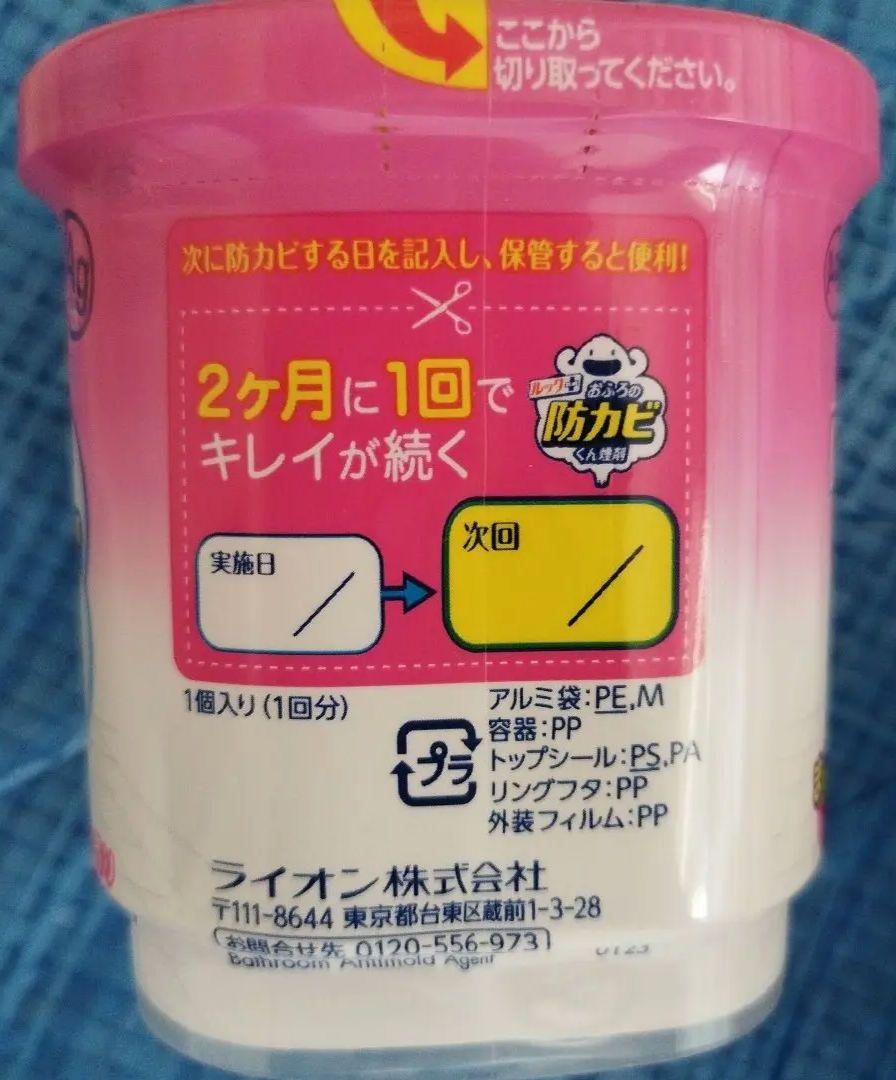 ここから
切り取ってください。
Ag
次に防カビする日を記入し、保管すると便利!
2ヶ月に1回で
キレイが続く
ルック+
おふろの
防カビ
くん煙剤
実施日
次回
1個入り(1回分)
プラ
アルミ袋:PE,M
容器:PP
トップシール:PS,PA
リングフタ:PP
外装フィルム:PP
ライオン株式会社
〒111-8644 東京都台東区蔵前1-3-28
お問合せ先 0120-556-973
Bathroom Antimold Agent